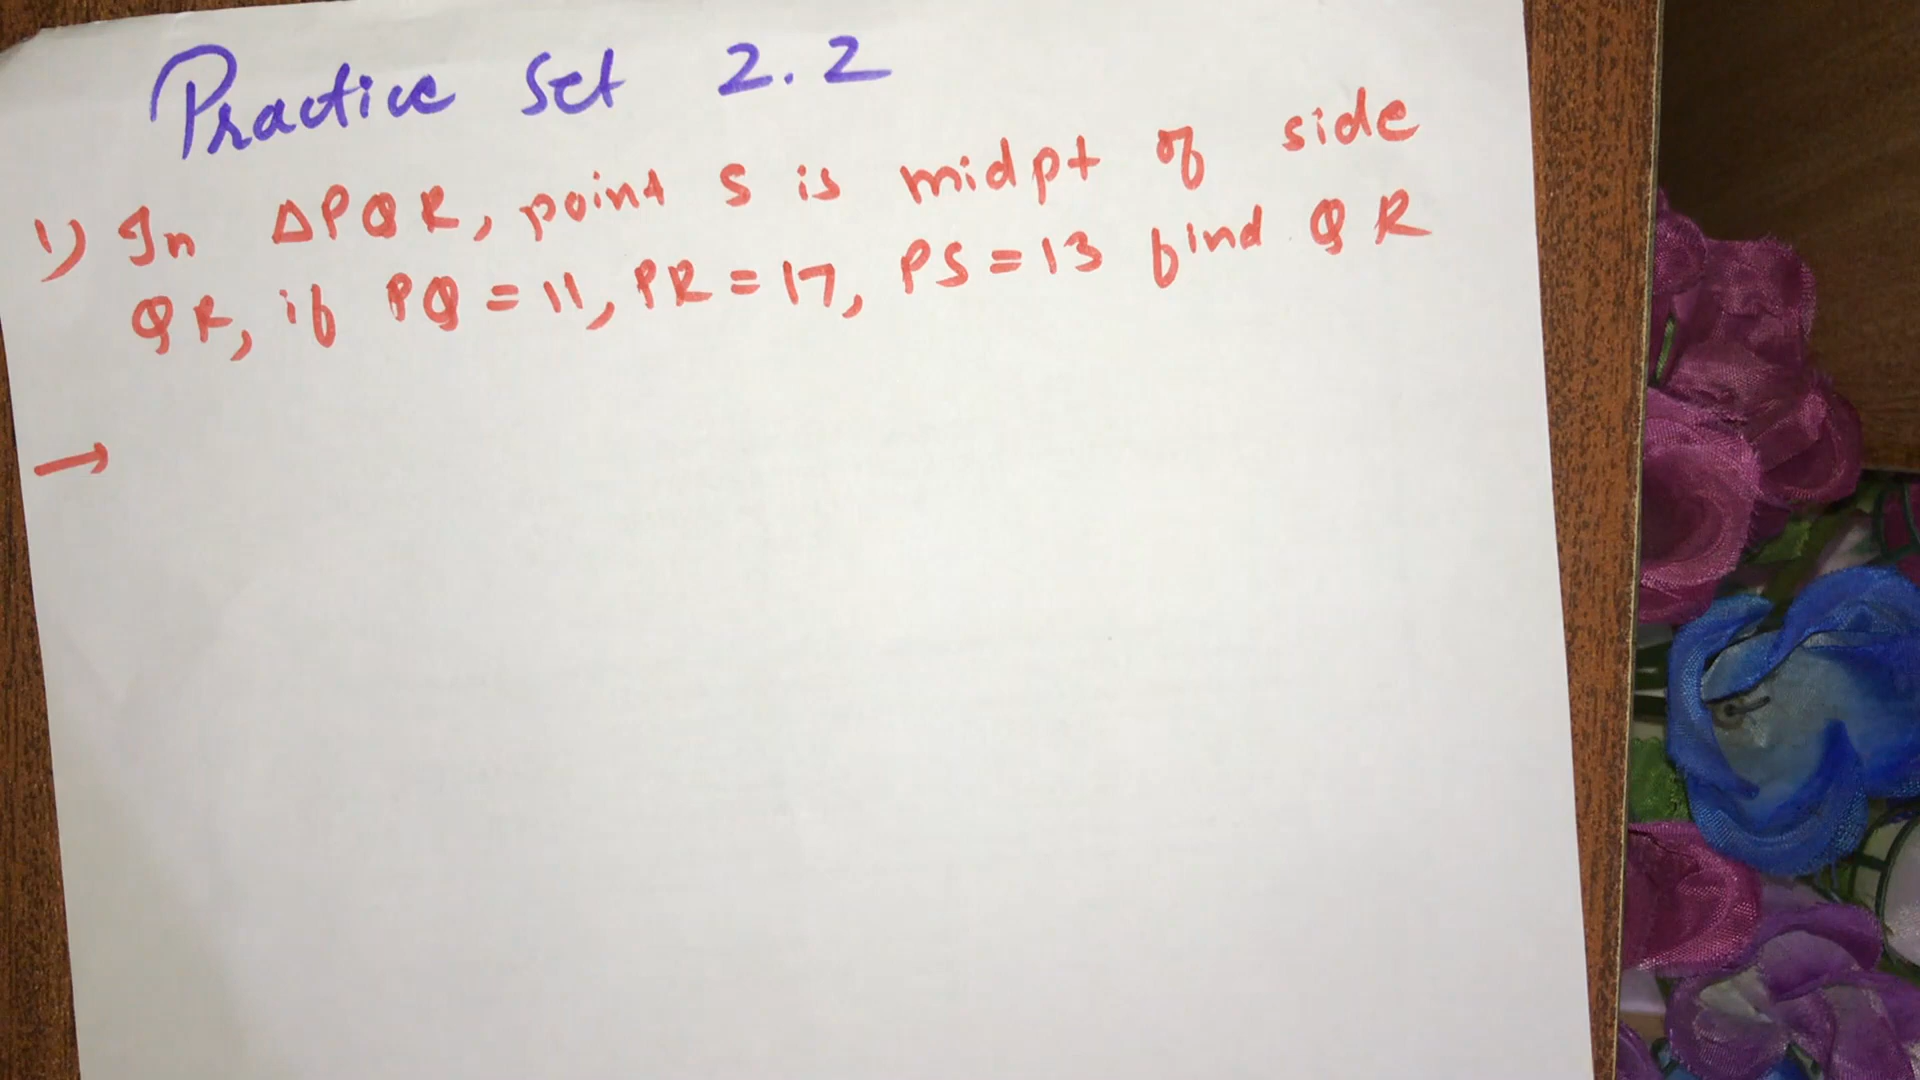 Practice Set 2.2
1) In ΔPQR, point S is midpt of side
QR, if PQ = 11, PR = 17, PS = 13 find QR
→